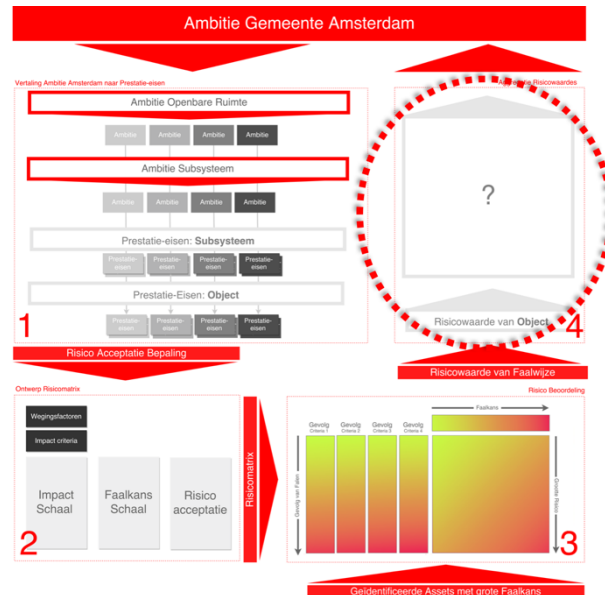 Ambitie Gemeente Amsterdam
Vertaling Ambitie Amsterdam naar Prestatie-eisen
Ambitie Openbare Ruimte
Ambitie Ambitie Ambitie Ambitie
Ambitie Subsysteem
Ambitie Ambitie Ambitie Ambitie
Prestatie-eisen: Subsysteem
Prestatie-
eisen
Prestatie-
eisen
Prestatie-
eisen
Prestatie-
eisen
Prestatie-Eisen: Object
Prestatie-
eisen
Prestatie-
eisen
Prestatie-
eisen
Prestatie-
eisen
1
Risico Acceptatie Bepaling
Ontwerp Risicomatrix
Wegingsfactoren
Impact criteria
Impact
Schaal
Faalkans
Schaal
Risico
acceptatie
2
Risicomatrix
Risicowaardes
?
Risicowaarde van Object
4
Risicowaarde van Faalwijze
Risico Beoordeling
Faalkans
Gevolg
Criteria 1
Gevolg
Criteria 2
Gevolg
Criteria 3
Gevolg
Criteria 4
Gevolg van Falen
Grootte Risico
3
Geïdentificeerde Assets met grote Faalkans